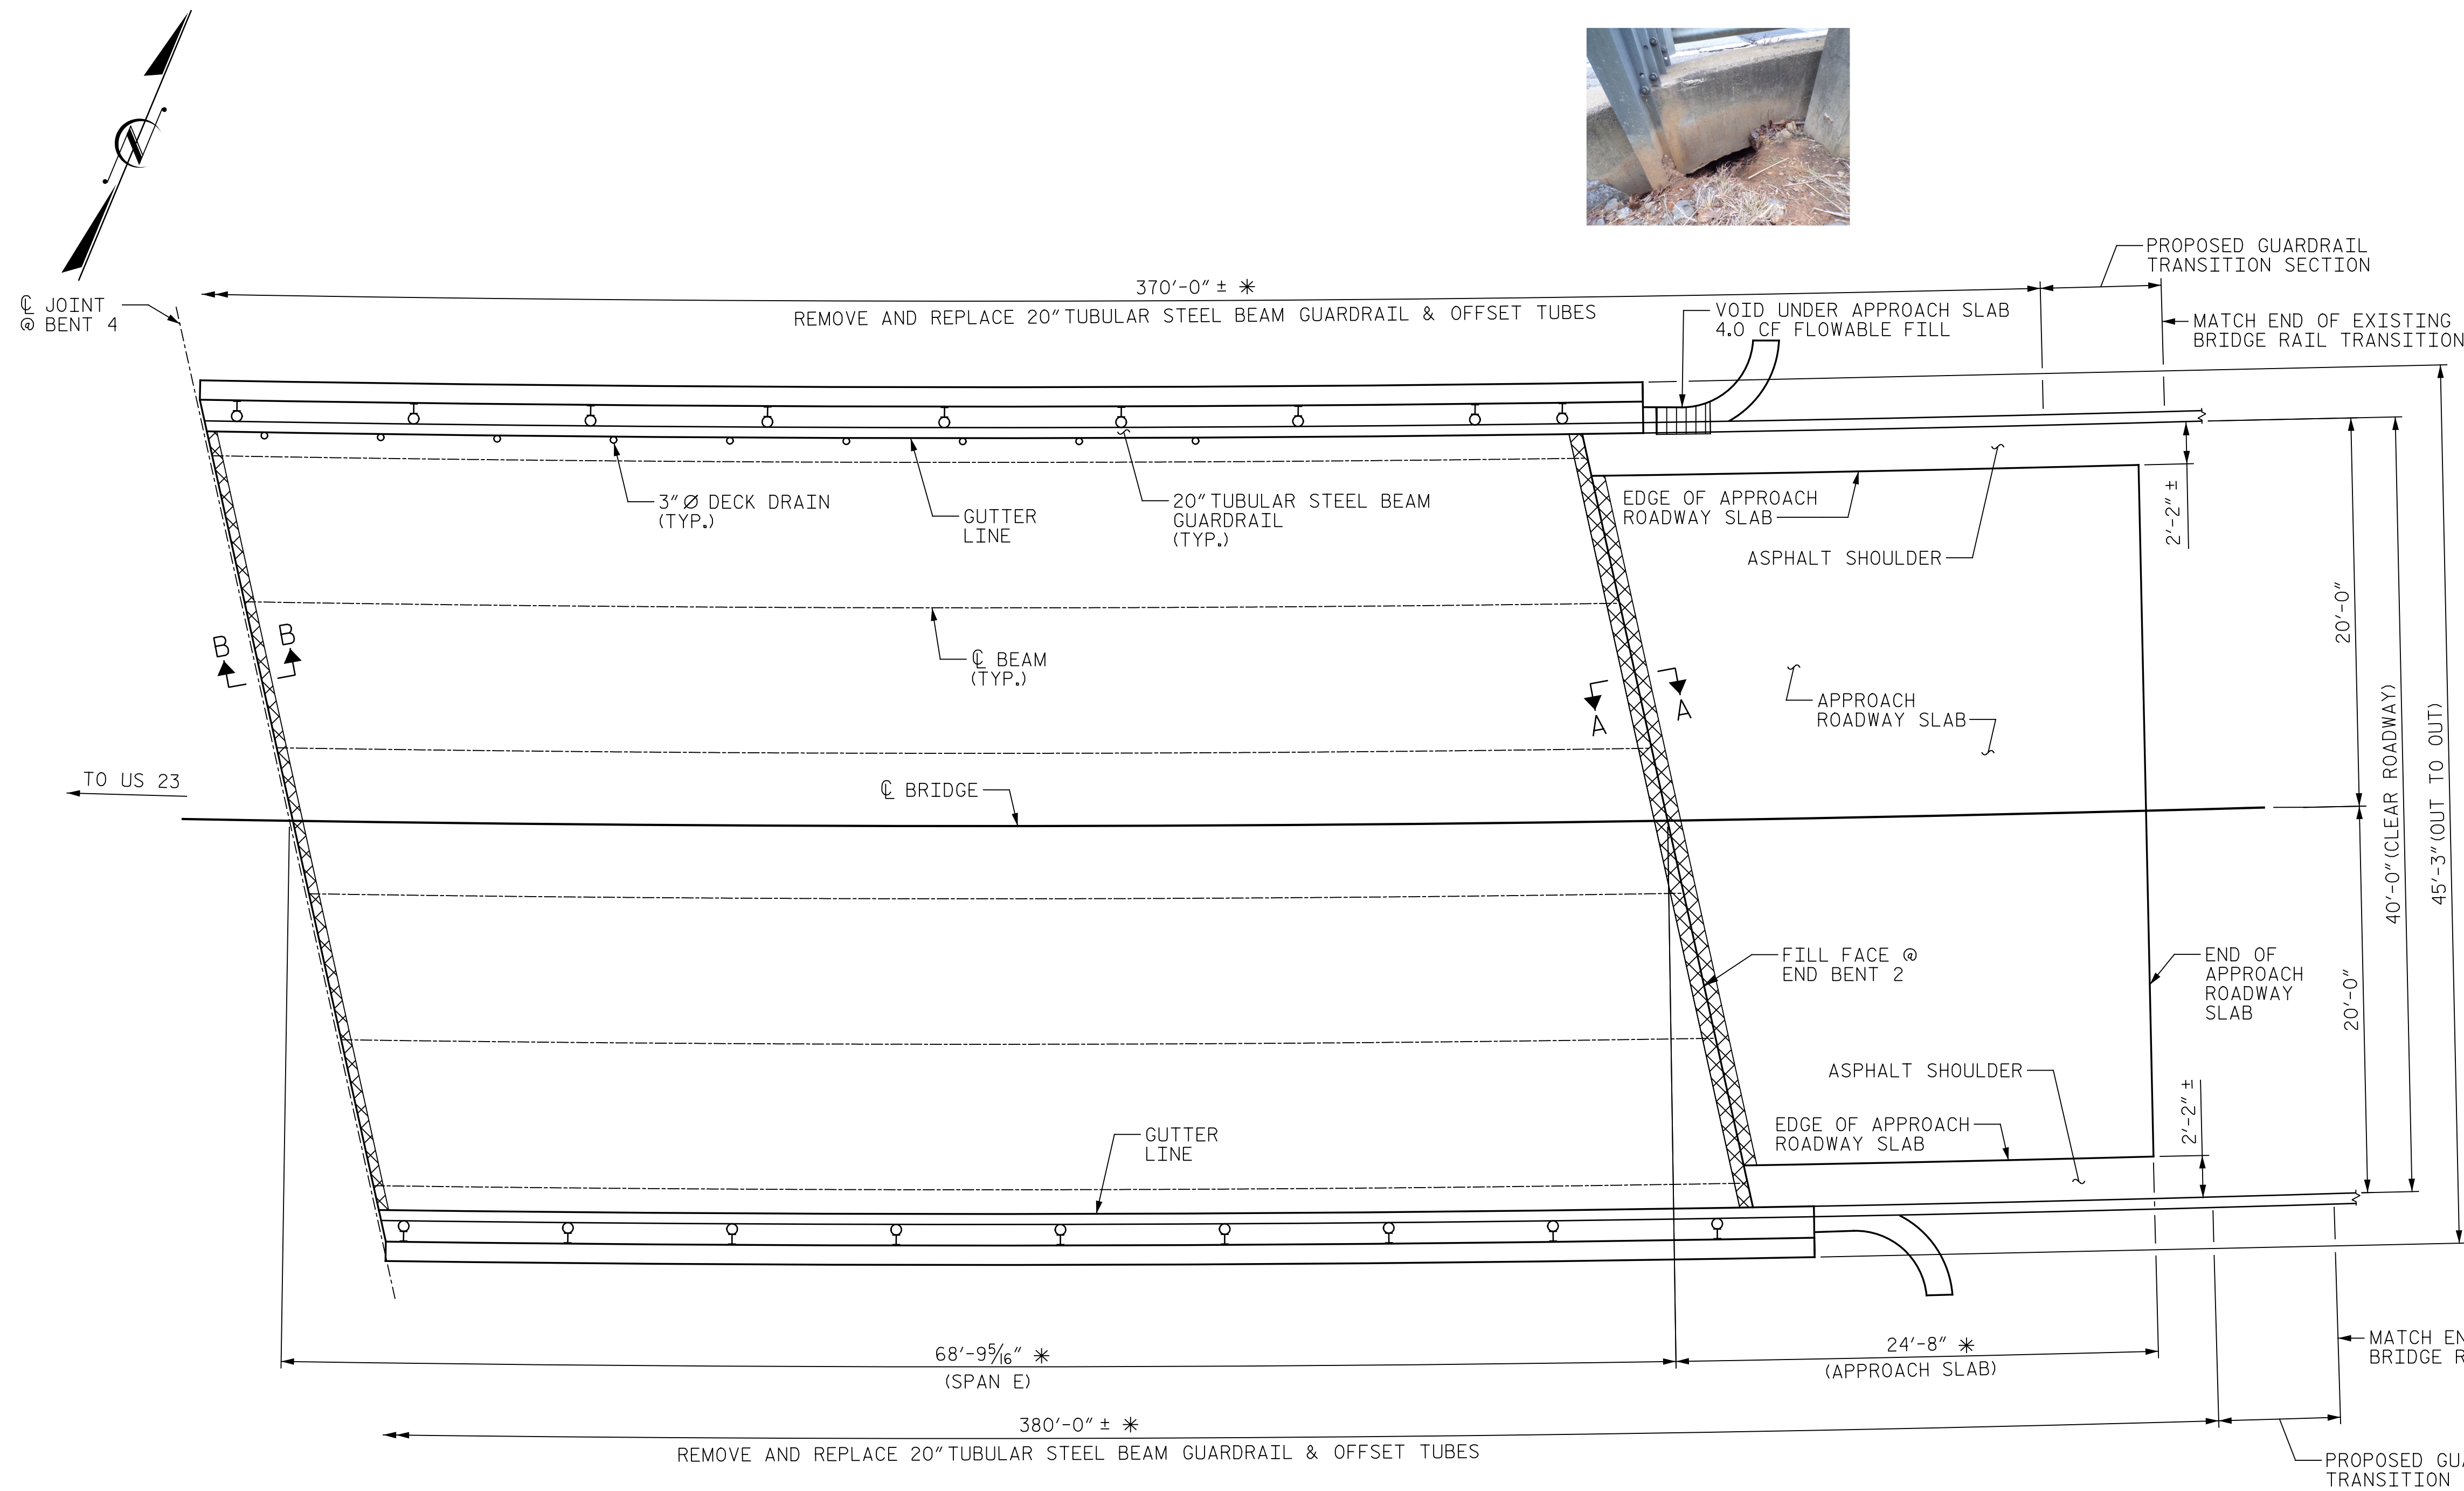 PROPOSED GUARDRAIL
TRANSITION SECTION
370'-0" ± *
REMOVE AND REPLACE 20" TUBULAR STEEL BEAM GUARDRAIL & OFFSET TUBES
℄ JOINT
@ BENT 4
N
VOID UNDER APPROACH SLAB
4.0 CF FLOWABLE FILL
MATCH END OF EXISTING
BRIDGE RAIL TRANSITION
3" Ø DECK DRAIN
(TYP.)
GUTTER
LINE
20" TUBULAR STEEL BEAM
GUARDRAIL
(TYP.)
EDGE OF APPROACH
ROADWAY SLAB
ASPHALT SHOULDER
2'-2" ±
20'-0"
40'-0" (CLEAR ROADWAY)
45'-3" (OUT TO OUT)
B B
℄ BEAM
(TYP.)
A A
APPROACH
ROADWAY SLAB
TO US 23
℄ BRIDGE
FILL FACE @
END BENT 2
END OF
APPROACH
ROADWAY
SLAB
20'-0"
ASPHALT SHOULDER
2'-2" ±
EDGE OF APPROACH
ROADWAY SLAB
GUTTER
LINE
68'-9 5/16" *
(SPAN E)
24'-8" *
(APPROACH SLAB)
MATCH EN
BRIDGE R
380'-0" ± *
REMOVE AND REPLACE 20" TUBULAR STEEL BEAM GUARDRAIL & OFFSET TUBES
PROPOSED GUA
TRANSITION